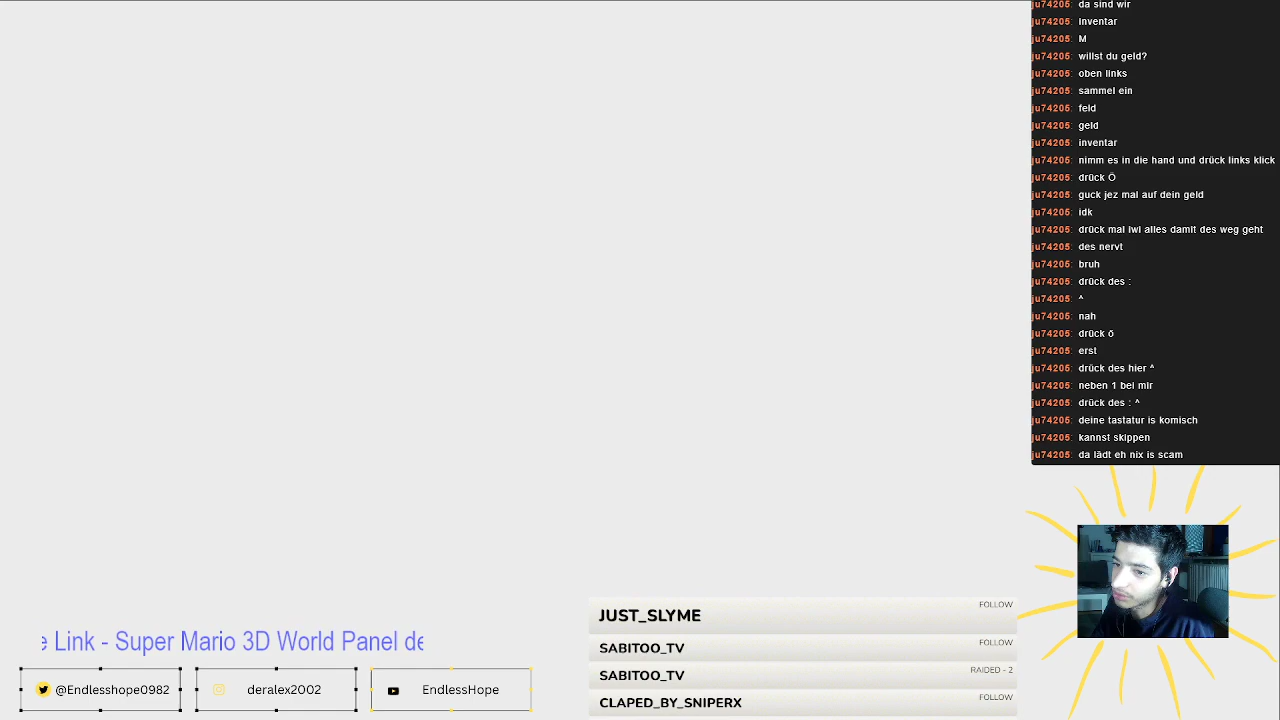 ju74205: da sind wir
ju74205: inventar
ju74205: M
ju74205: willst du geld?
ju74205: oben links
ju74205: sammel ein
ju74205: feld
ju74205: geld
ju74205: inventar
ju74205: nimm es in die hand und drück links klick
ju74205: drück Ö
ju74205: guck jez mal auf dein geld
ju74205: idk
ju74205: drück mal iwi alles damit des weg geht
ju74205: des nervt
ju74205: bruh
ju74205: drück des :
ju74205: ^
ju74205: nah
ju74205: drück ö
ju74205: erst
ju74205: drück des hier ^
ju74205: neben 1 bei mir
ju74205: drück des : ^
ju74205: deine tastatur is komisch
ju74205: kannst skippen
ju74205: da lädt eh nix is scam
JUST_SLYME FOLLOW
SABITOO_TV FOLLOW
SABITOO_TV RAIDED - 2
CLAPED_BY_SNIPERX FOLLOW
e Link - Super Mario 3D World Panel de
@Endlesshope0982
deralex2002
EndlessHope